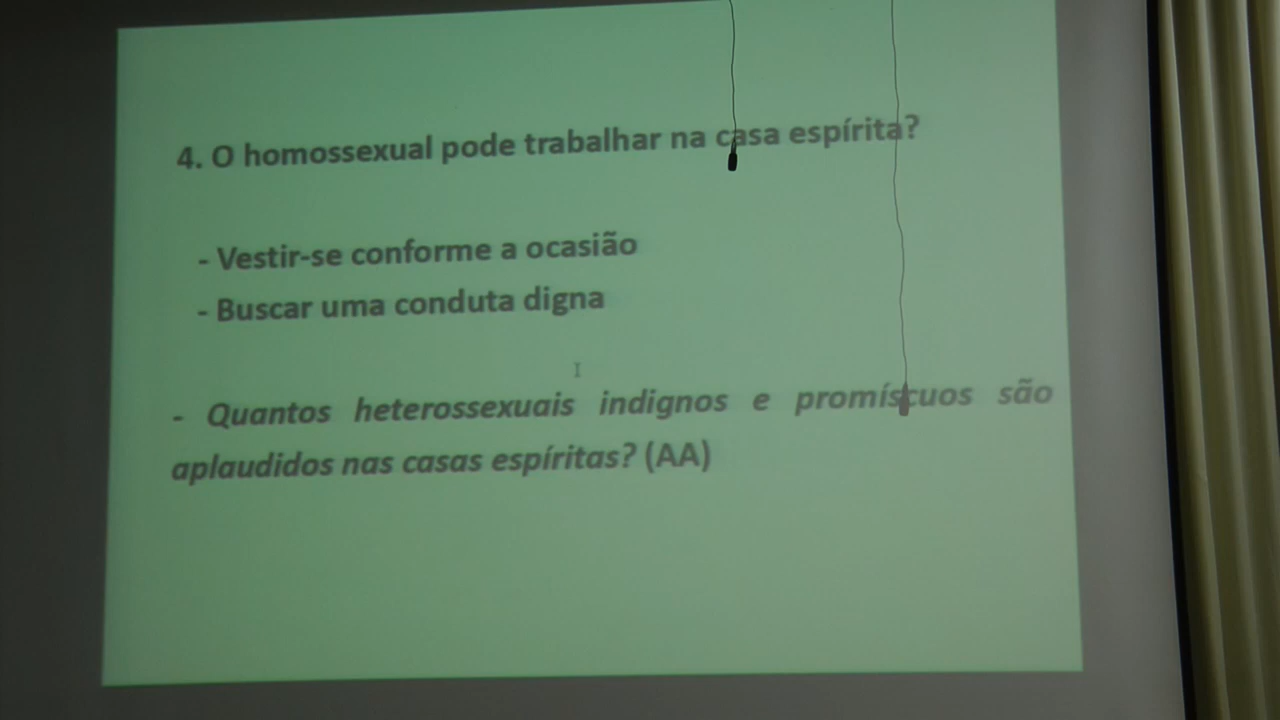 4. O homossexual pode trabalhar na casa espírita?
- Vestir-se conforme a ocasião
- Buscar uma conduta digna
- Quantos heterossexuais indignos e promíscuos são
aplaudidos nas casas espíritas? (AA)